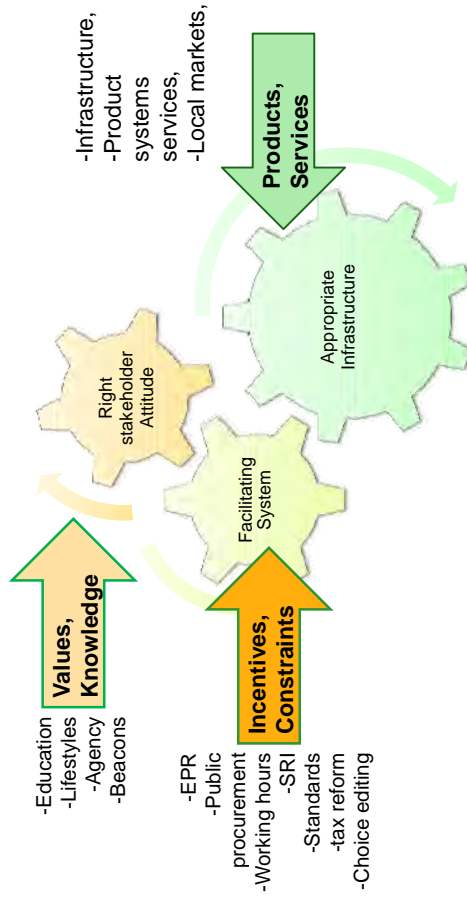 -Education
-Lifestyles
-Agency
-Beacons
Values,
Knowledge
Right
stakeholder
Attitude
-Infrastructure,
-Product
systems
services,
-Local markets,
-EPR
-Public
procurement
-Working hours
-SRI
-Standards
-tax reform
-Choice editing
Incentives,
Constraints
Facilitating
System
Appropriate
Infrastructure
Products,
Services